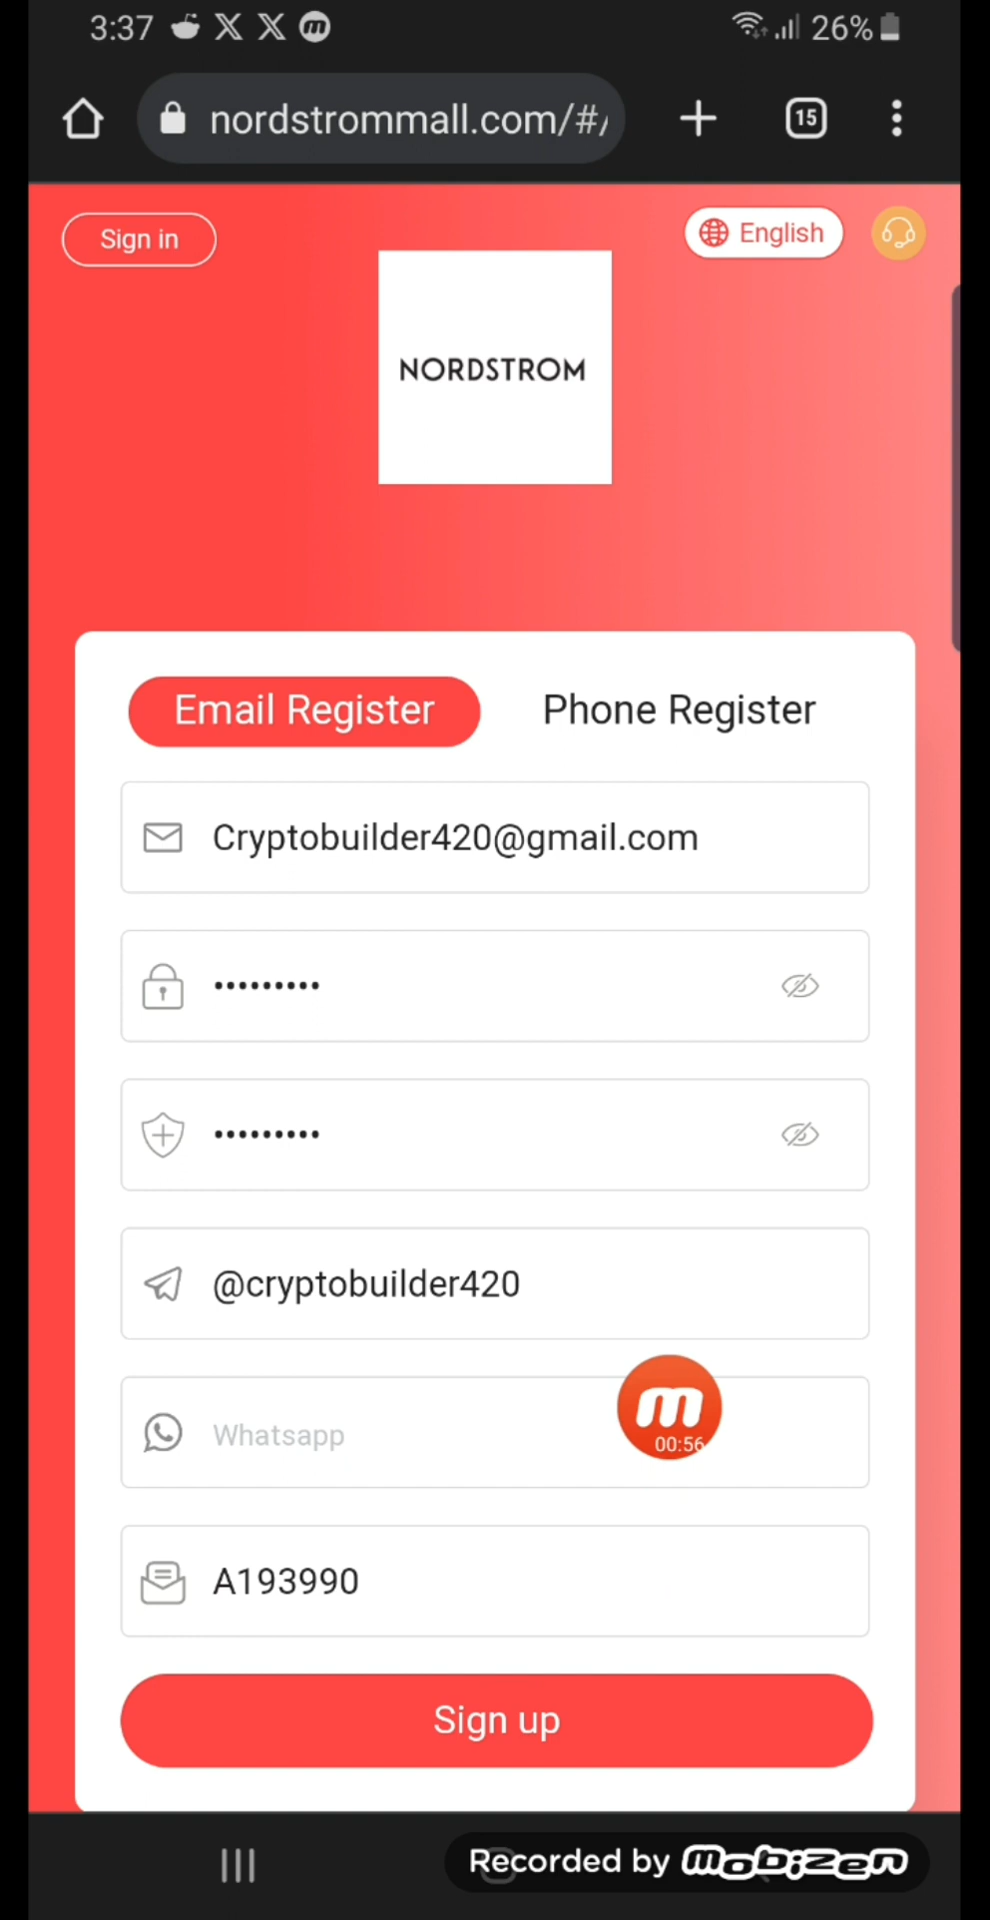 3:37
26%
nordstrommall.com/#/
15
Sign in
English
NORDSTROM
Email Register
Phone Register
Cryptobuilder420@gmail.com
•••••••••
•••••••••
@cryptobuilder420
Whatsapp
m
00:56
A193990
Sign up
Recorded by mobizen